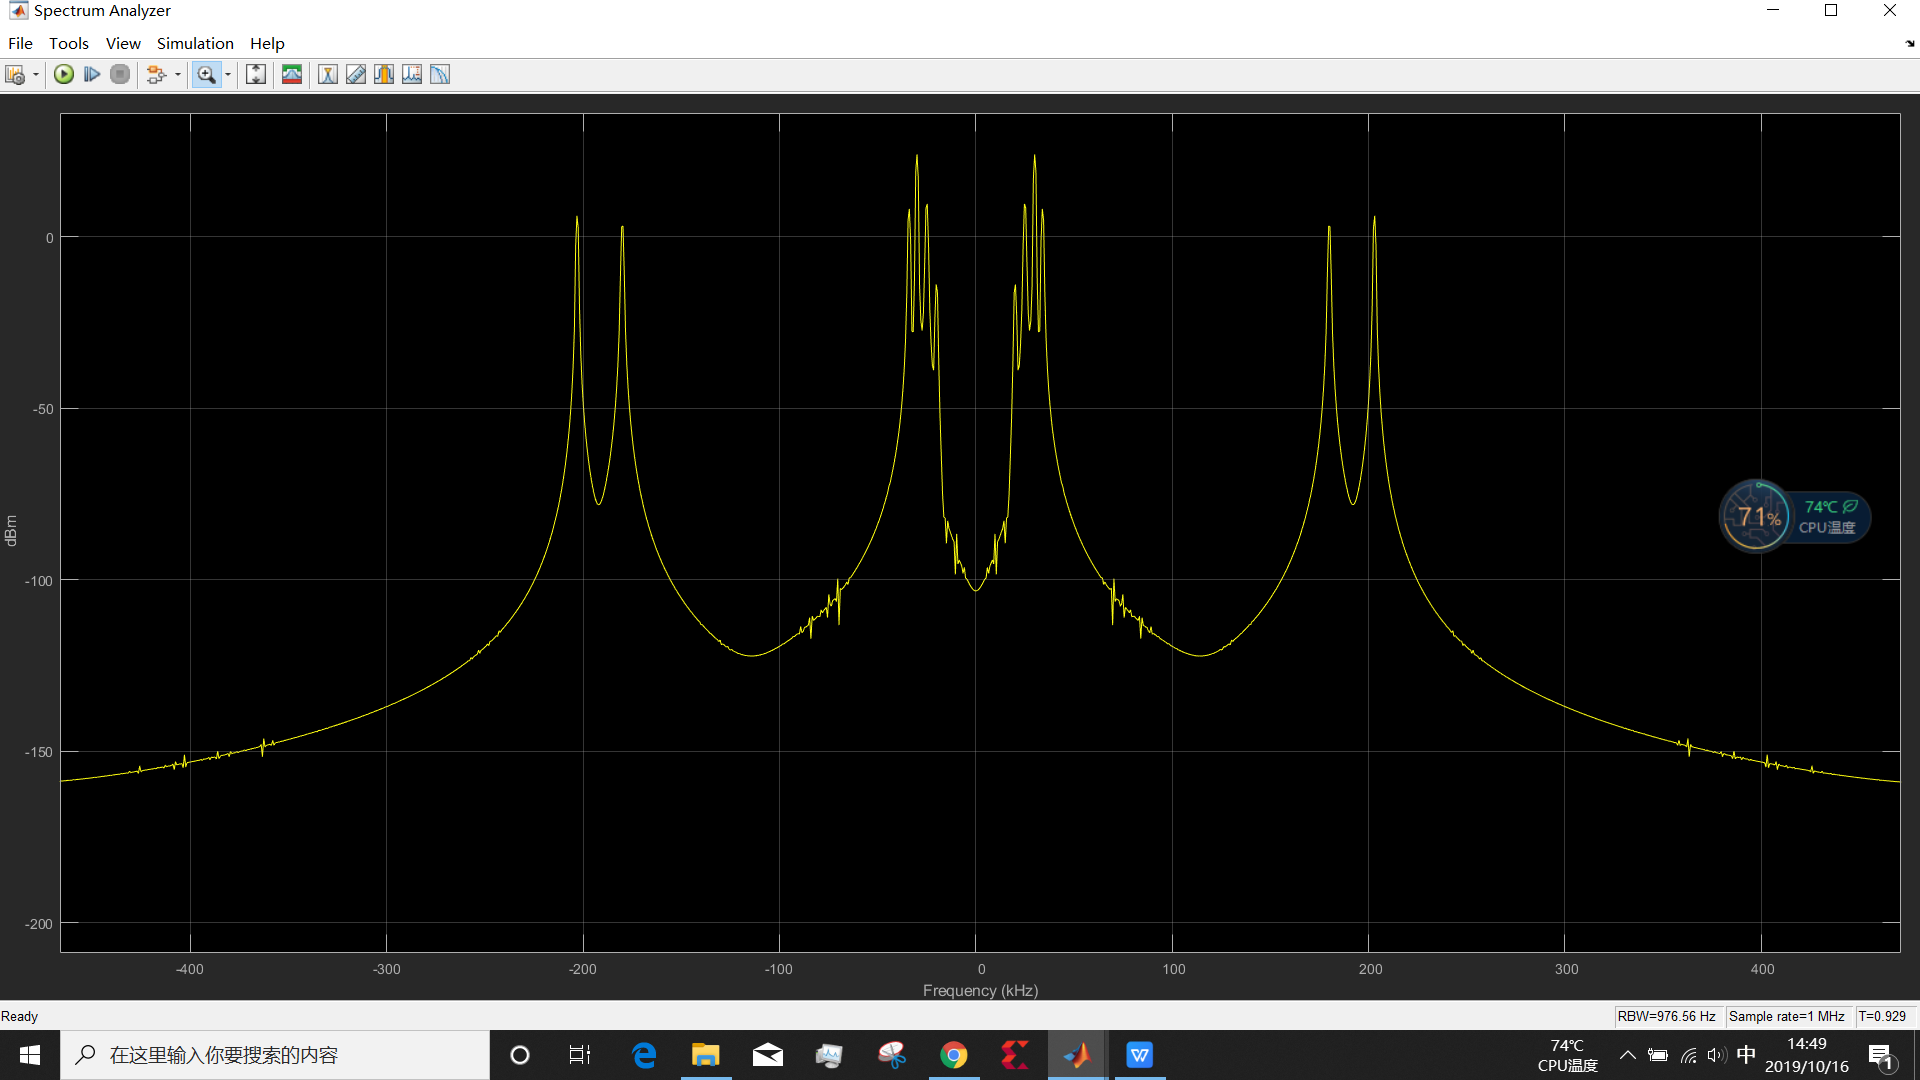 Spectrum Analyzer
File Tools View Simulation Help
0
-50
-100
-150
-200
dBm
-400 -300 -200 -100 0 100 200 300 400
Frequency (kHz)
71%
74℃
CPU温度
Ready
RBW=976.56 Hz Sample rate=1 MHz T=0.929
在这里输入你要搜索的内容
74℃
CPU温度
中
14:49
2019/10/16
1